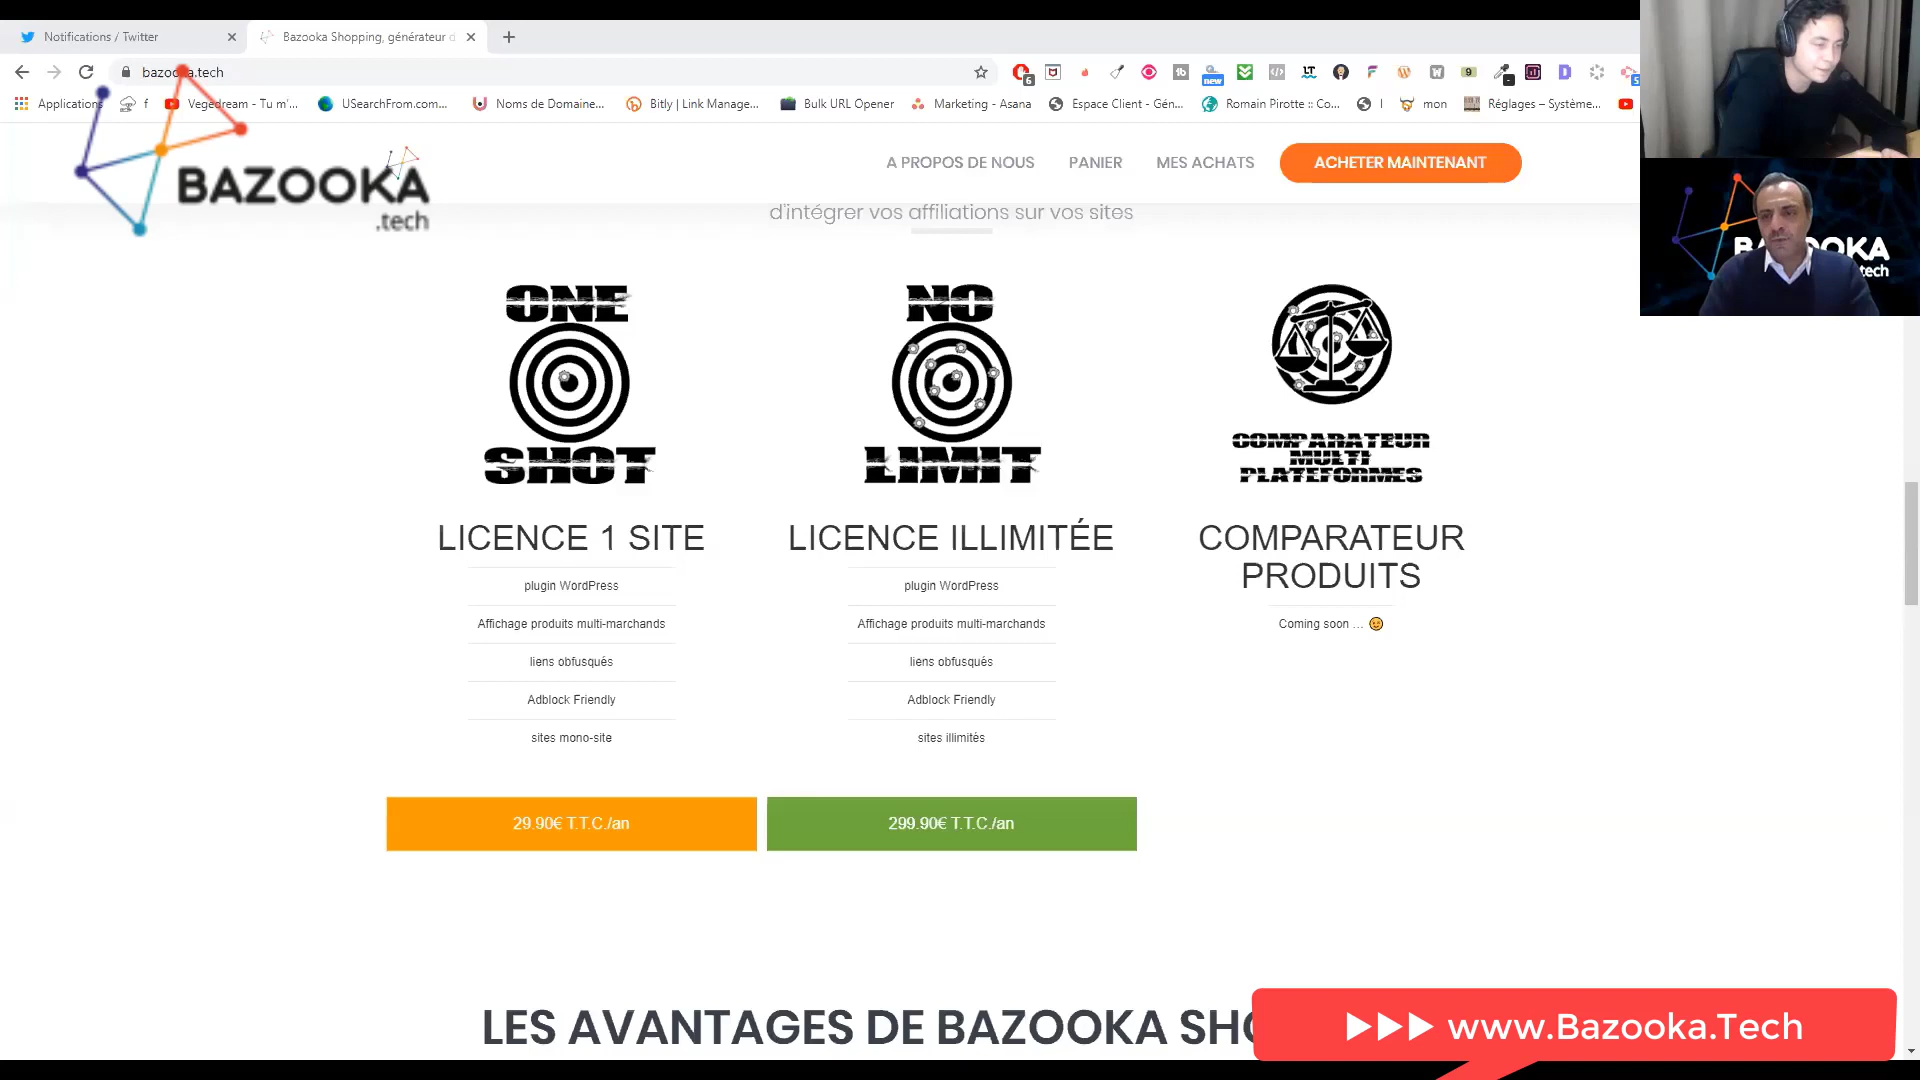 Notifications / Twitter
Bazooka Shopping, générateur d
bazooka.tech
new
Applications
f
Vegedream - Tu m'...
USearchFrom.com...
Noms de Domaine...
Bitly | Link Manage...
Bulk URL Opener
Marketing - Asana
Espace Client - Gén...
Romain Pirotte :: Co...
mon
Réglages – Système...
BAZOOKA
.tech
A PROPOS DE NOUS
PANIER
MES ACHATS
ACHETER MAINTENANT
d'intégrer vos affiliations sur vos sites
ONE
SHOT
NO
LIMIT
COMPARATEUR
MULTI
PLATEFORMES
LICENCE 1 SITE
plugin WordPress
Affichage produits multi-marchands
liens obfusqués
Adblock Friendly
sites mono-site
29.90€ T.T.C./an
LICENCE ILLIMITÉE
plugin WordPress
Affichage produits multi-marchands
liens obfusqués
Adblock Friendly
sites illimités
299.90€ T.T.C./an
COMPARATEUR
PRODUITS
Coming soon ... 😉
LES AVANTAGES DE BAZOOKA SHO
www.Bazooka.Tech